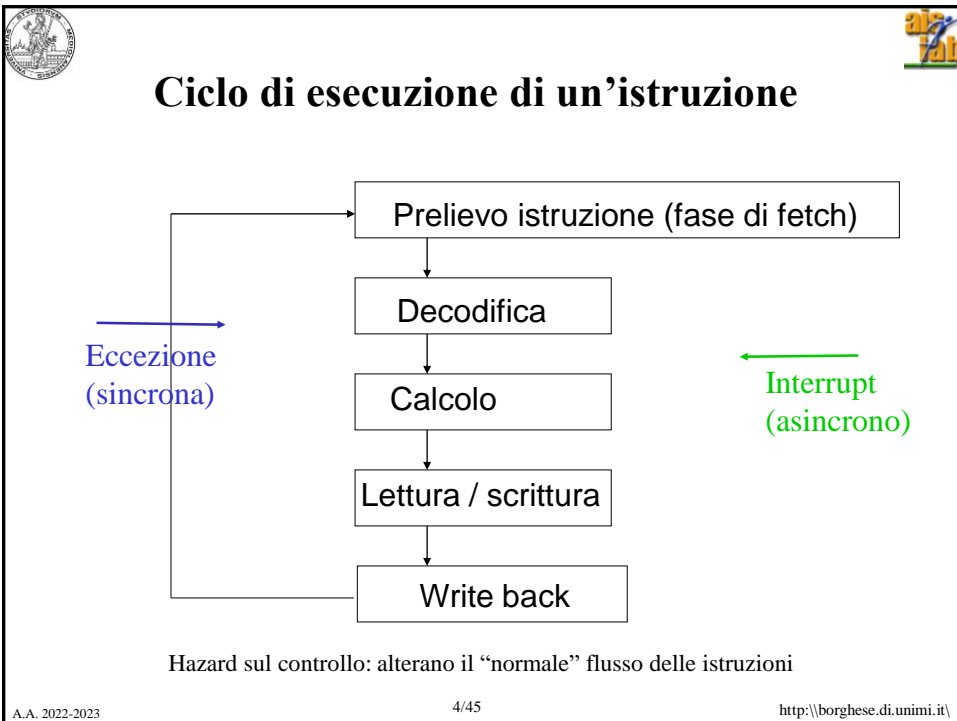 Ciclo di esecuzione di un’istruzione
Prelievo istruzione (fase di fetch)
Decodifica
Eccezione
(sincrona)
Calcolo
Interrupt
(asincrono)
Lettura / scrittura
Write back
Hazard sul controllo: alterano il “normale” flusso delle istruzioni
A.A. 2022-2023
4/45
http:\\borghese.di.unimi.it\